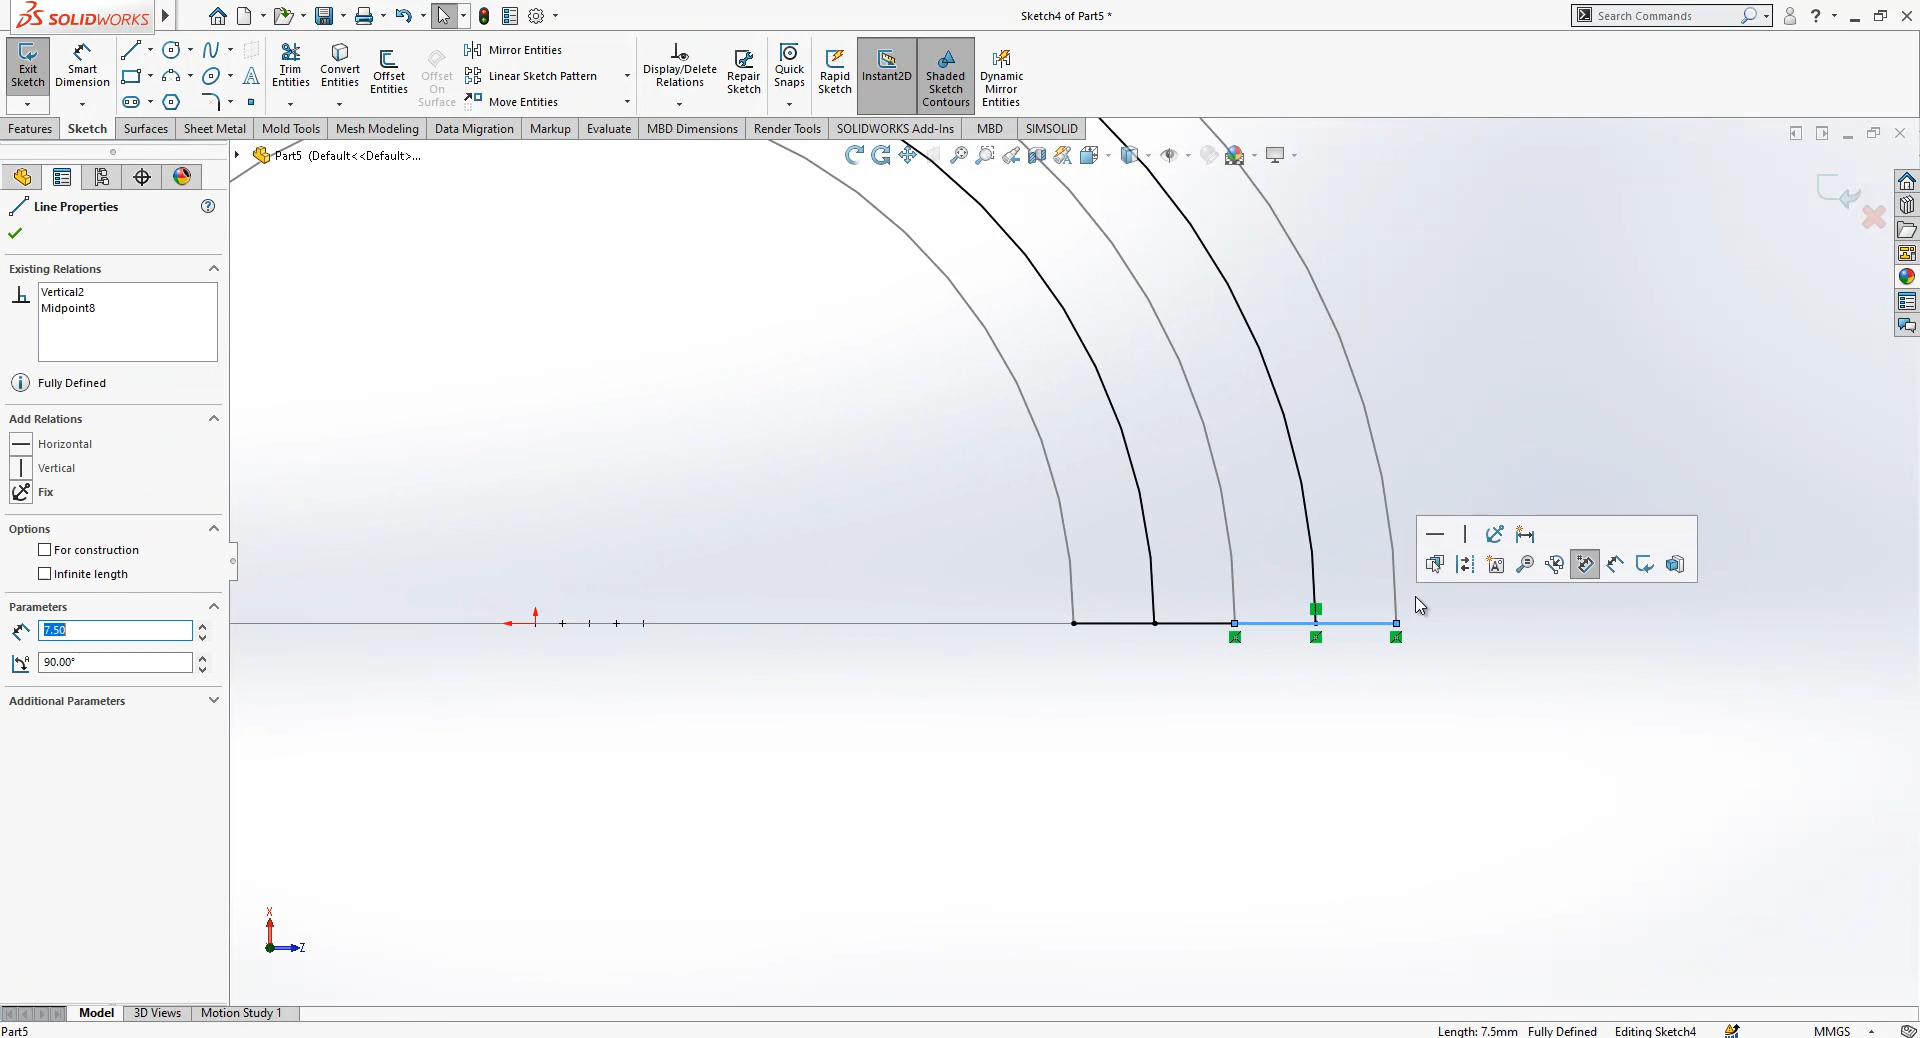 SOLIDWORKS
Sketch4 of Part5 *
Search Commands
Exit Sketch
Smart Dimension
Trim Entities
Convert Entities
Offset Entities
Offset On Surface
Mirror Entities
Linear Sketch Pattern
Move Entities
Display/Delete Relations
Repair Sketch
Quick Snaps
Rapid Sketch
Instant2D
Shaded Sketch Contours
Dynamic Mirror Entities
Features
Sketch
Surfaces
Sheet Metal
Mold Tools
Mesh Modeling
Data Migration
Markup
Evaluate
MBD Dimensions
Render Tools
SOLIDWORKS Add-Ins
MBD
SIMSOLID
Part5 (Default<<Default>...
Line Properties
Existing Relations
Vertical2
Midpoint8
Fully Defined
Add Relations
Horizontal
Vertical
Fix
Options
For construction
Infinite length
Parameters
7.50
90.00°
Additional Parameters
X
Z
Model
3D Views
Motion Study 1
Part5
Length: 7.5mm
Fully Defined
Editing Sketch4
MMGS